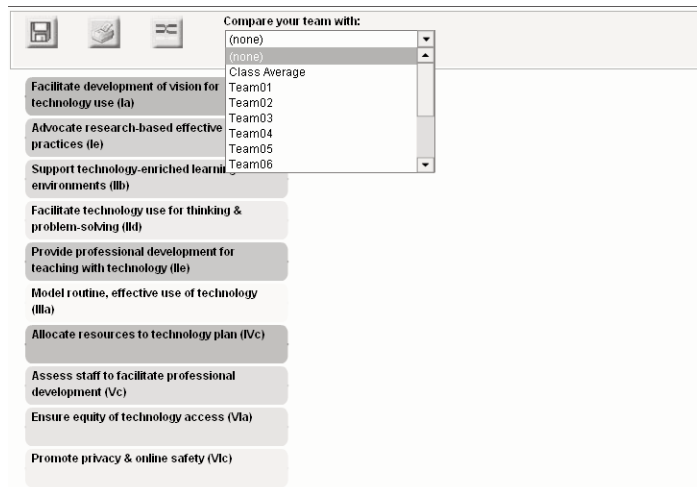 Compare your team with:
(none)
(none)
Class Average
Team01
Team02
Team03
Team04
Team05
Team06
Facilitate development of vision for
technology use (Ia)
Advocate research-based effective
practices (Ie)
Support technology-enriched learnin
environments (IIb)
Facilitate technology use for thinking &
problem-solving (IId)
Provide professional development for
teaching with technology (IIe)
Model routine, effective use of technology
(IIIa)
Allocate resources to technology plan (IVc)
Assess staff to facilitate professional
development (Vc)
Ensure equity of technology access (VIa)
Promote privacy & online safety (VIc)